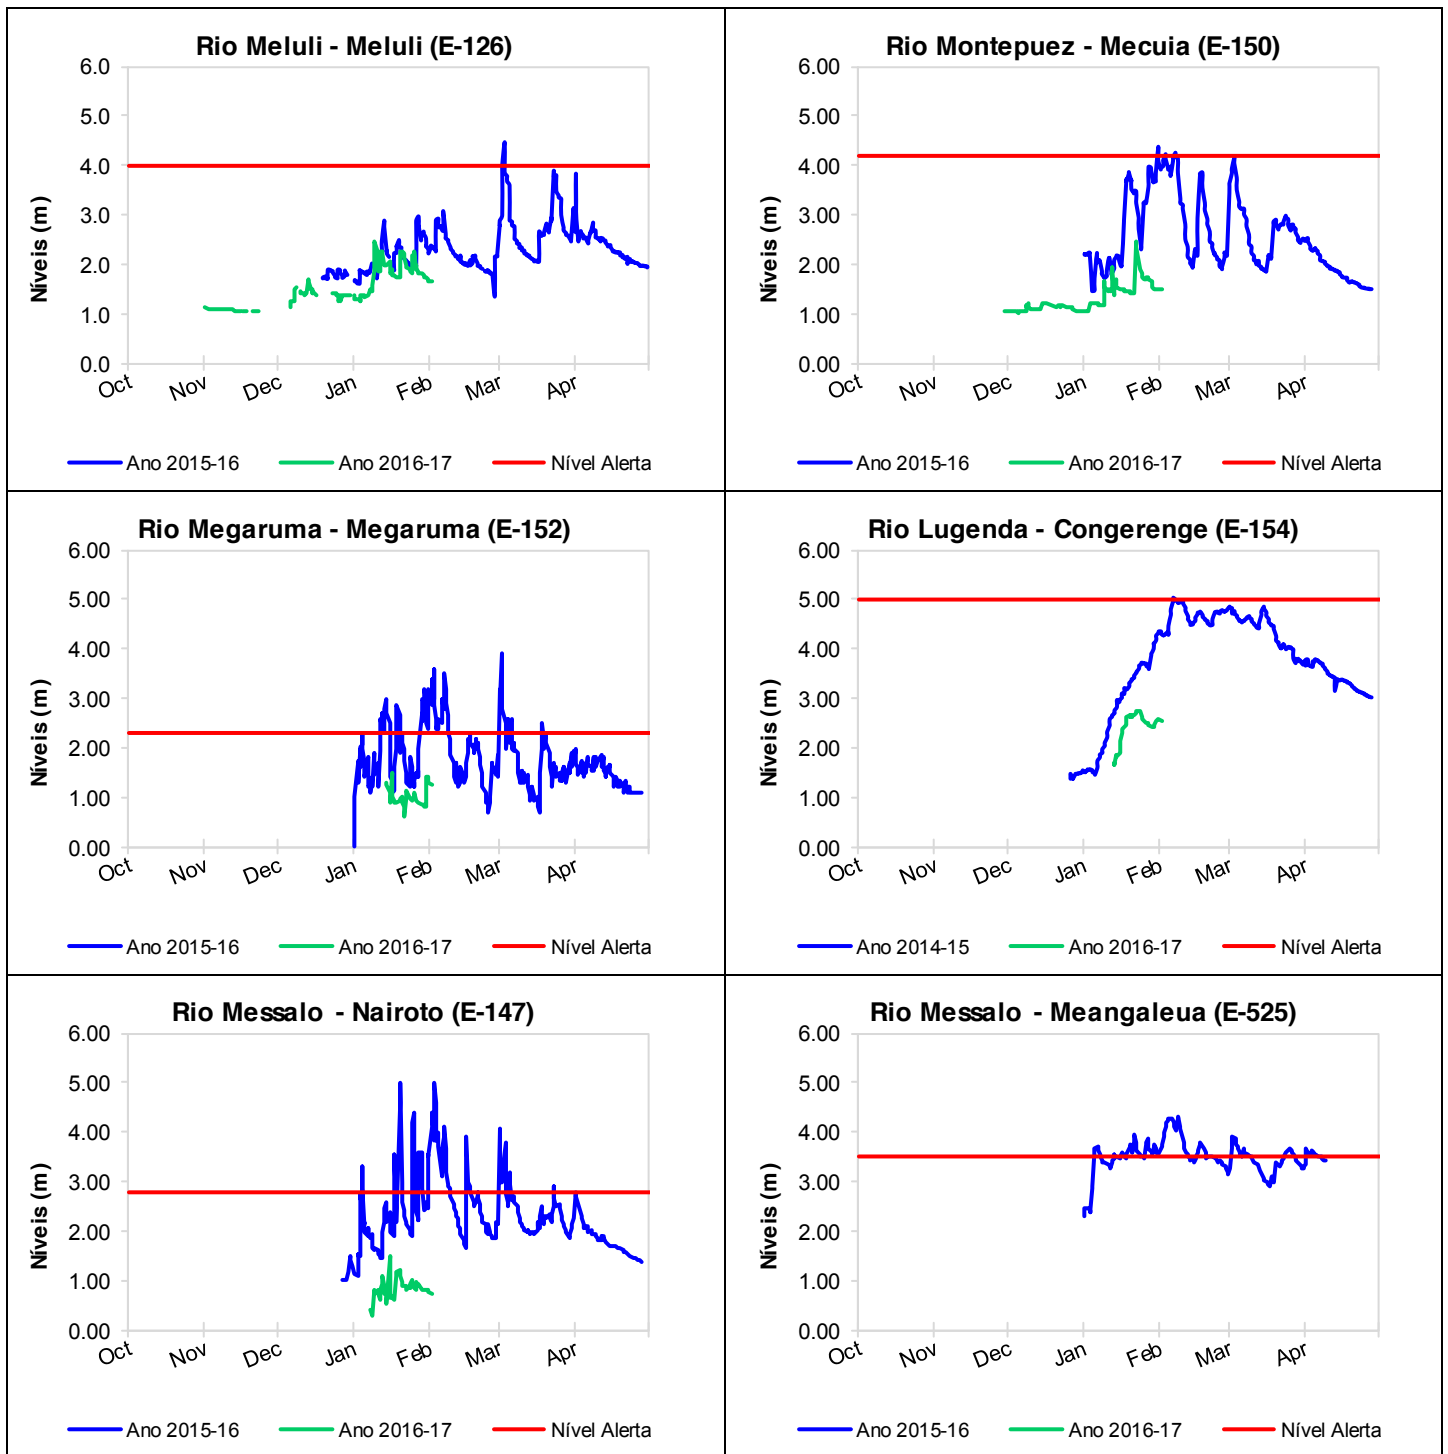 Rio Meluli - Meluli (E-126)
6.0
5.0
4.0
3.0
2.0
1.0
0.0
Níveis (m)
Oct Nov Dec Jan Feb Mar Apr
Ano 2015-16 Ano 2016-17 Nível Alerta
Rio Montepuez - Mecuia (E-150)
6.00
5.00
4.00
3.00
2.00
1.00
0.00
Níveis (m)
Oct Nov Dec Jan Feb Mar Apr
Ano 2015-16 Ano 2016-17 Nível Alerta
Rio Megaruma - Megaruma (E-152)
6.00
5.00
4.00
3.00
2.00
1.00
0.00
Níveis (m)
Oct Nov Dec Jan Feb Mar Apr
Ano 2015-16 Ano 2016-17 Nível Alerta
Rio Lugenda - Congerenge (E-154)
6.00
5.00
4.00
3.00
2.00
1.00
0.00
Níveis (m)
Oct Nov Dec Jan Feb Mar Apr
Ano 2014-15 Ano 2016-17 Nível Alerta
Rio Messalo - Nairoto (E-147)
6.00
5.00
4.00
3.00
2.00
1.00
0.00
Níveis (m)
Oct Nov Dec Jan Feb Mar Apr
Ano 2015-16 Ano 2016-17 Nível Alerta
Rio Messalo - Meangaleua (E-525)
6.00
5.00
4.00
3.00
2.00
1.00
0.00
Níveis (m)
Oct Nov Dec Jan Feb Mar Apr
Ano 2015-16 Ano 2016-17 Nível Alerta